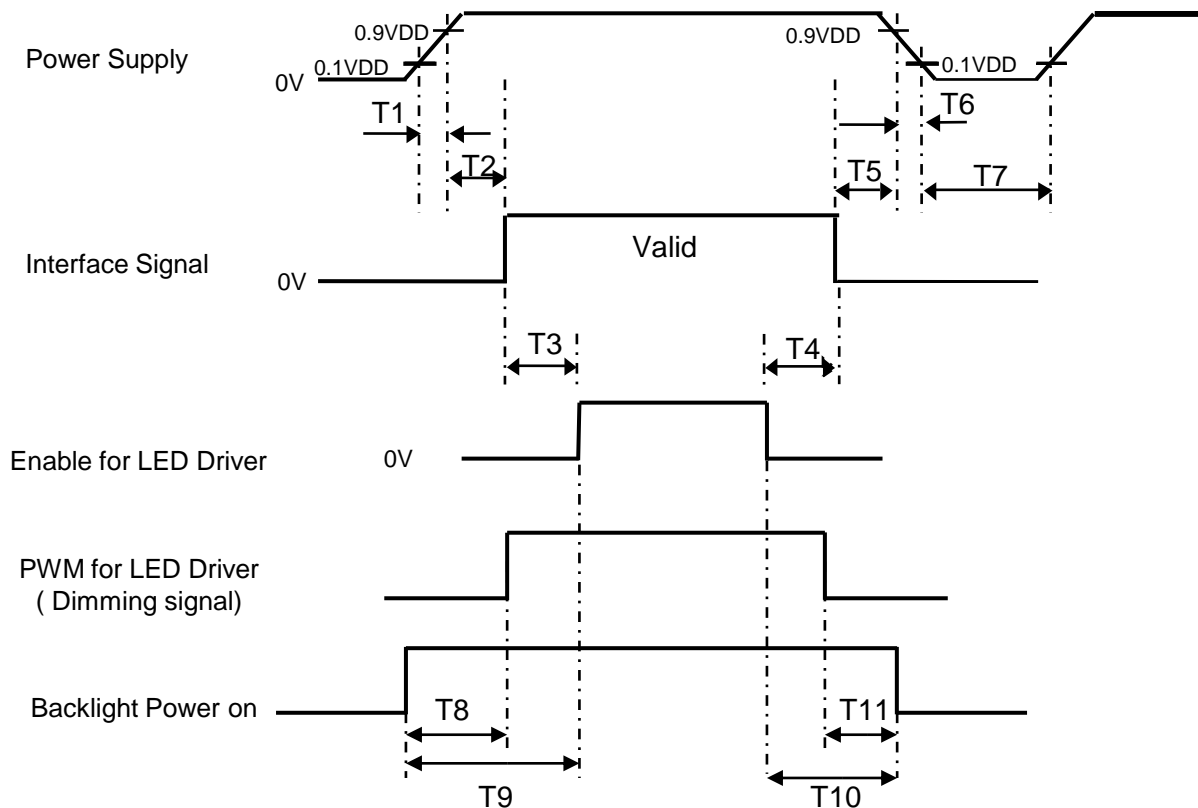 0.9VDD
0.9VDD
Power Supply
0.1VDD
0.1VDD
0V
T1
T6
T2
T5
T7
Valid
Interface Signal
0V
T3
T4
Enable for LED Driver
0V
PWM for LED Driver
( Dimming signal)
Backlight Power on
T8
T11
T9
T10